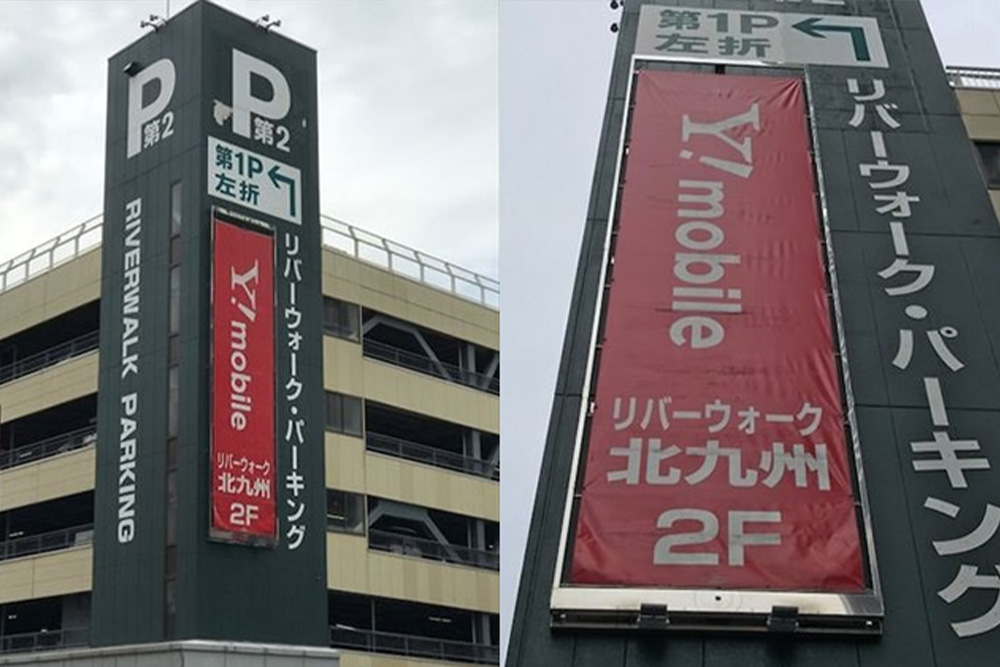 P
第2
RIVERWALK PARKING
P
第2
第1P
左折
Y!mobile
リバーウォーク
北九州
2F
リバーウォーク・パーキング
第1P
左折
Y!mobile
リバーウォーク
北九州
2F
リバーウォーク・パーキング